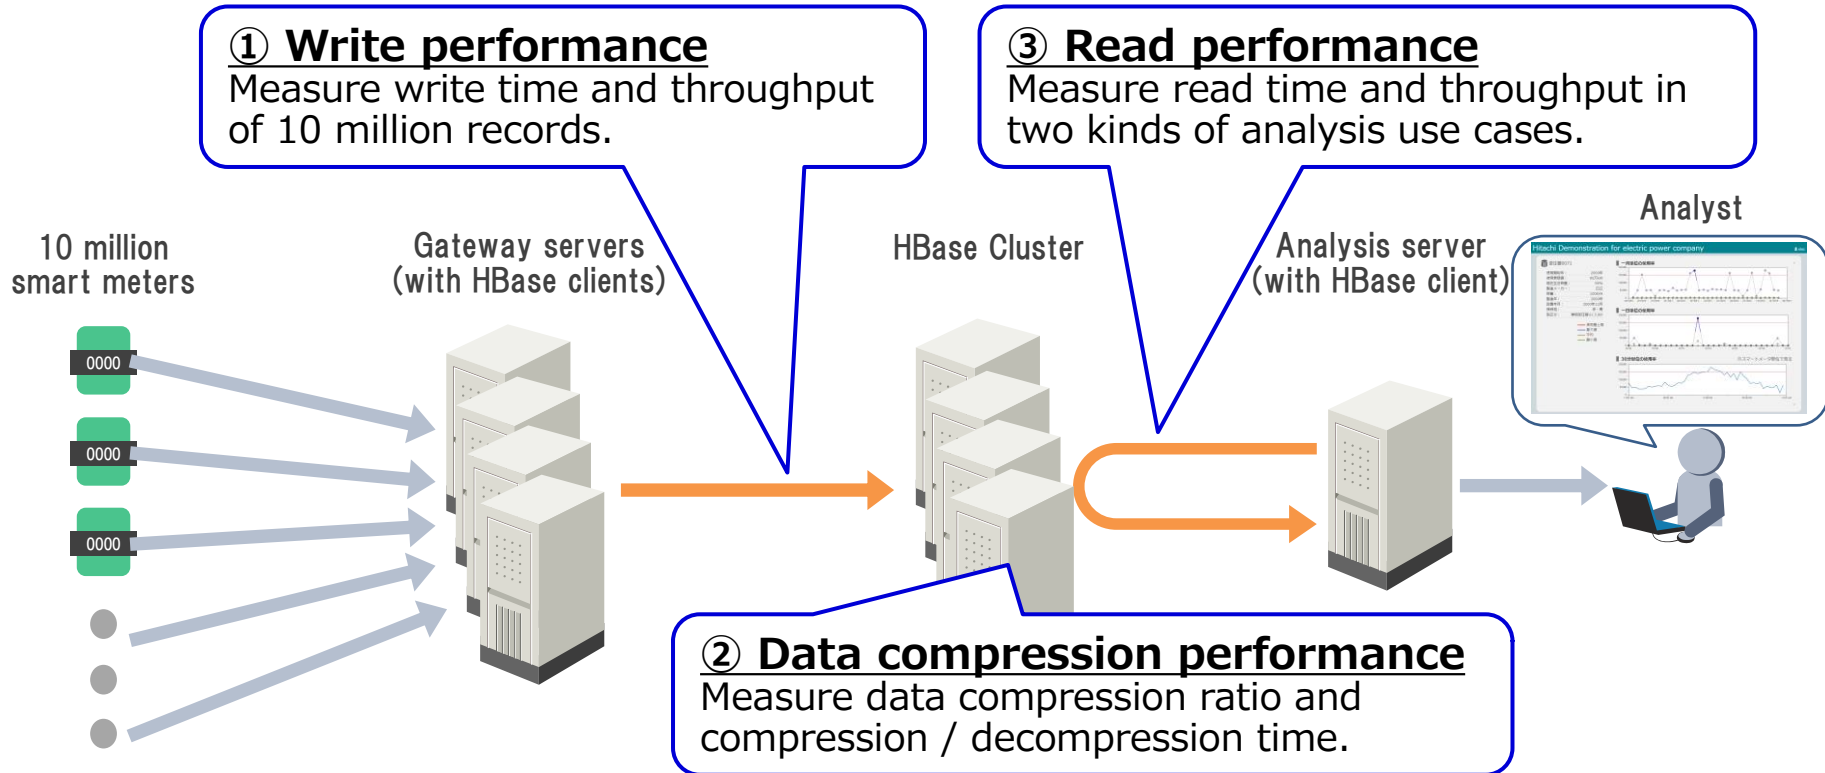 ① Write performance
Measure write time and throughput
of 10 million records.
③ Read performance
Measure read time and throughput in
two kinds of analysis use cases.
10 million
smart meters
Gateway servers
(with HBase clients)
HBase Cluster
Analysis server
(with HBase client)
Analyst
Hitachi Demonstration for electric power company
0000
0000
0000
② Data compression performance
Measure data compression ratio and
compression / decompression time.